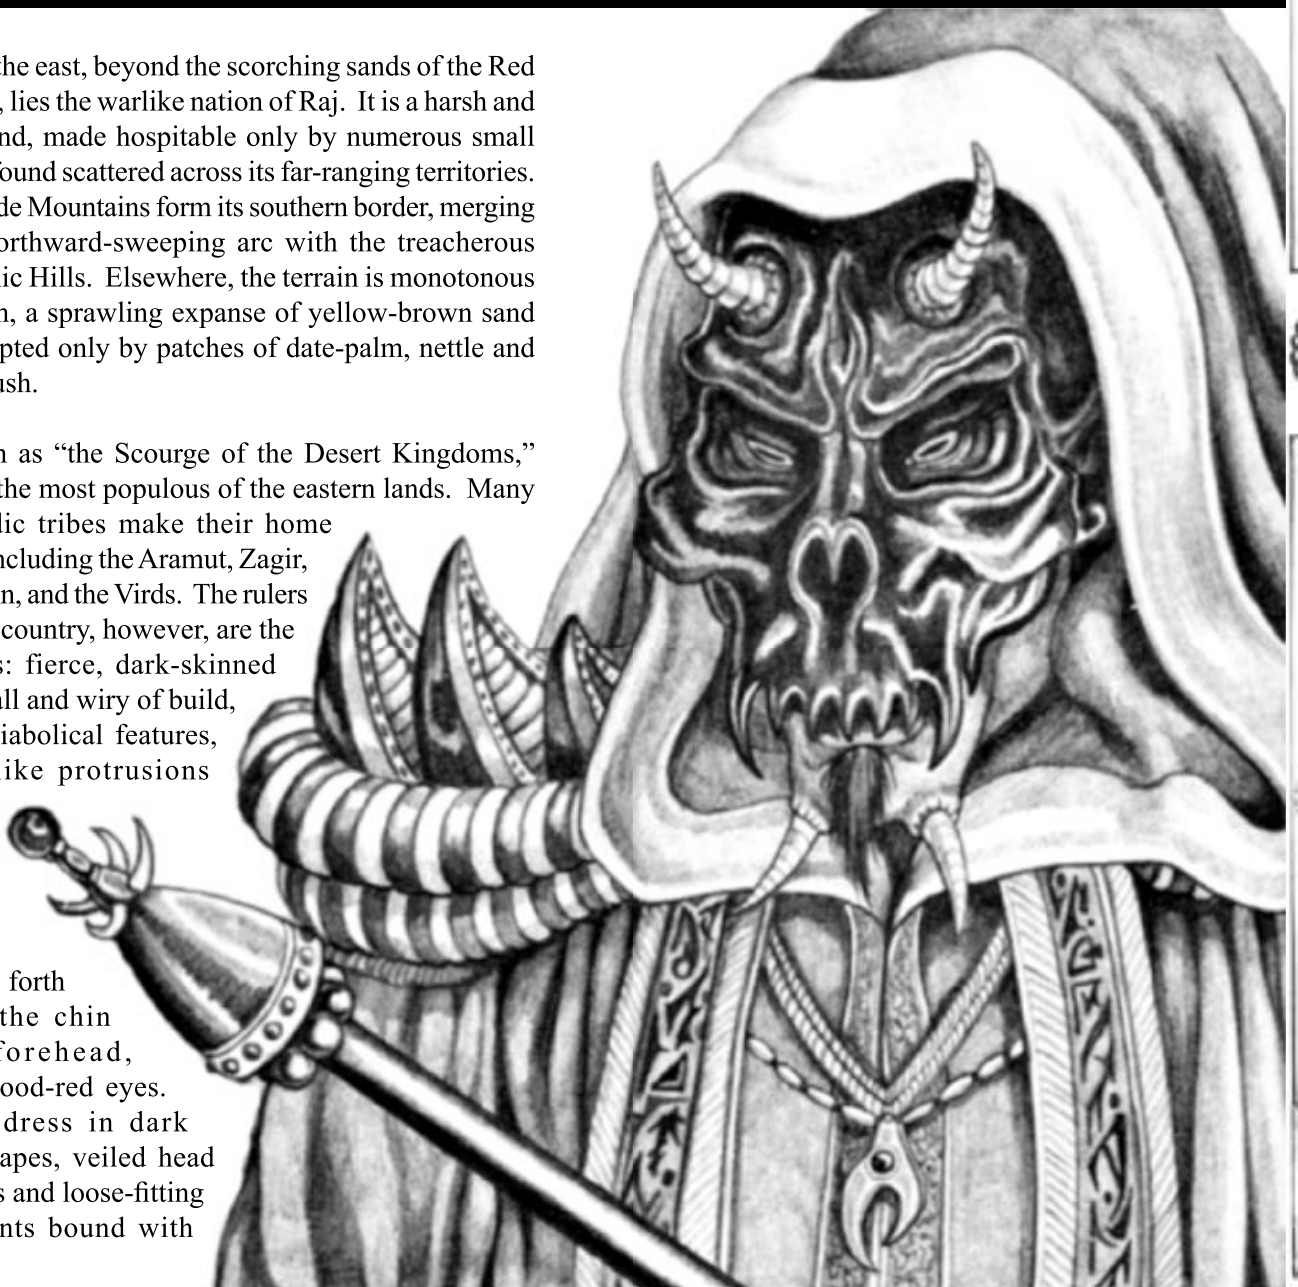 the east, beyond the scorching sands of the Red
, lies the warlike nation of Raj. It is a harsh and
nd, made hospitable only by numerous small
ound scattered across its far-ranging territories.
de Mountains form its southern border, merging
orthward-sweeping arc with the treacherous
ic Hills. Elsewhere, the terrain is monotonous
n, a sprawling expanse of yellow-brown sand
pted only by patches of date-palm, nettle and
ush.
n as “the Scourge of the Desert Kingdoms,”
the most populous of the eastern lands. Many
dic tribes make their home
ncluding the Aramut, Zagir,
n, and the Virds. The rulers
country, however, are the
s: fierce, dark-skinned
all and wiry of build,
iabolical features,
like protrusions
forth
the chin
forehead,
ood-red eyes.
dress in dark
apes, veiled head
s and loose-fitting
nts bound with